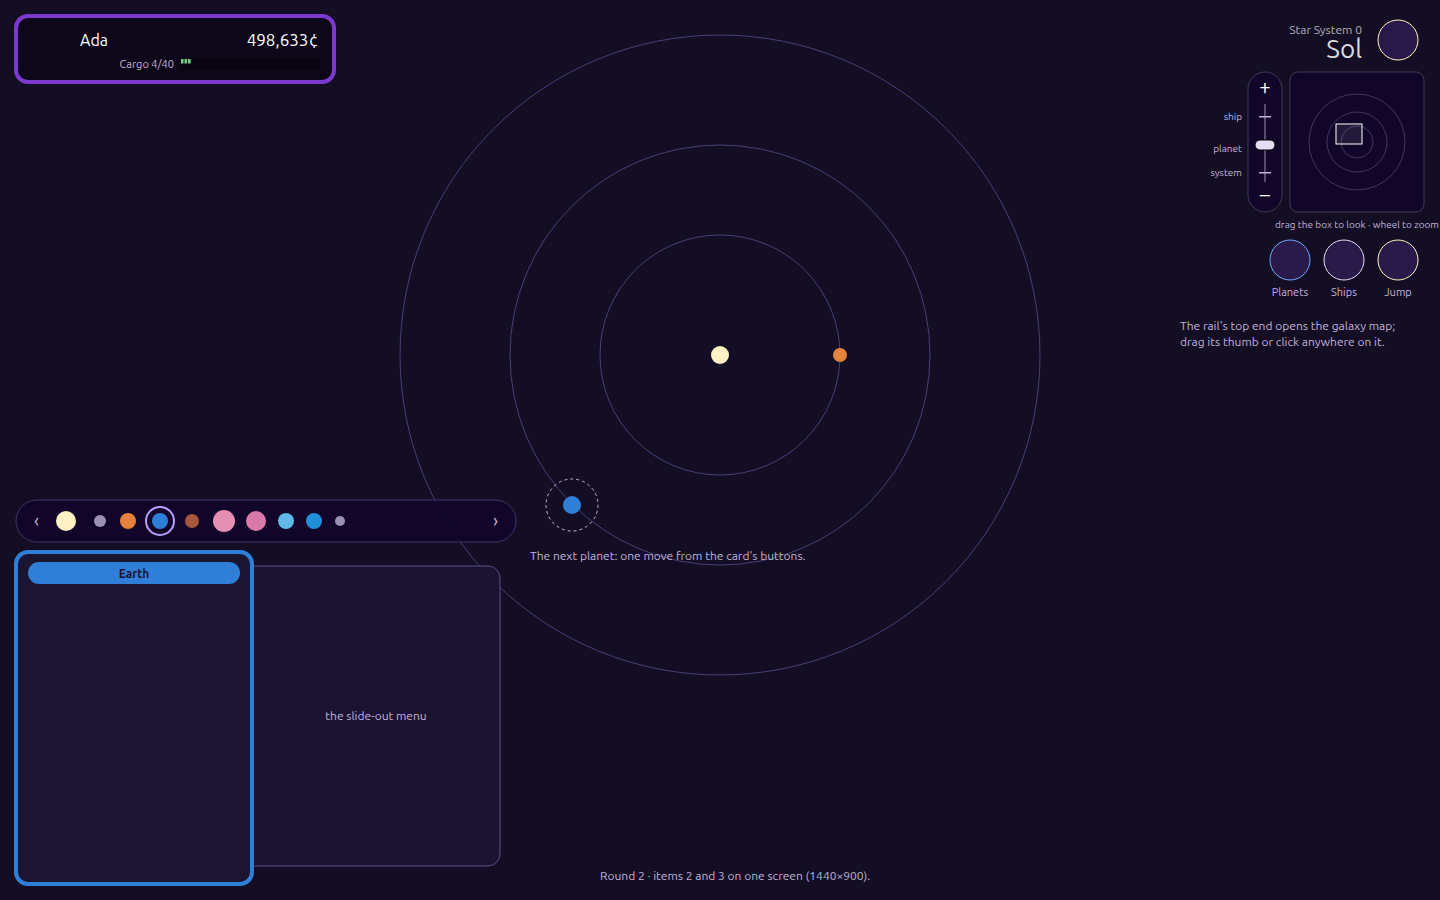 Ada
498,633¢
Cargo 4/40
Star System 0
Sol
+
ship
planet
system
−
drag the box to look · wheel to zoom
Planets
Ships
Jump
The rail's top end opens the galaxy map;
drag its thumb or click anywhere on it.
‹
›
The next planet: one move from the card's buttons.
Earth
the slide-out menu
Round 2 · items 2 and 3 on one screen (1440×900).